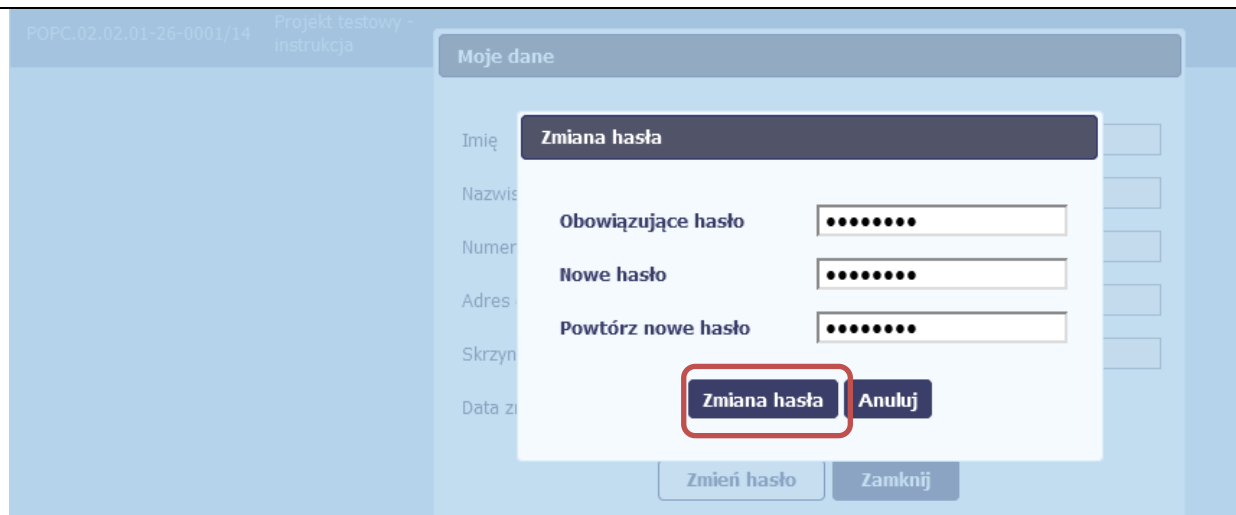 POPC.02.02.01-26-0001/14
Projekt testowy -
instrukcja
Moje dane
Imię
Zmiana hasła
Nazwis
Obowiązujące hasło
Numer
Nowe hasło
Adres
Powtórz nowe hasło
Skrzyn
Zmiana hasła Anuluj
Data z
Zmień hasło Zamknij